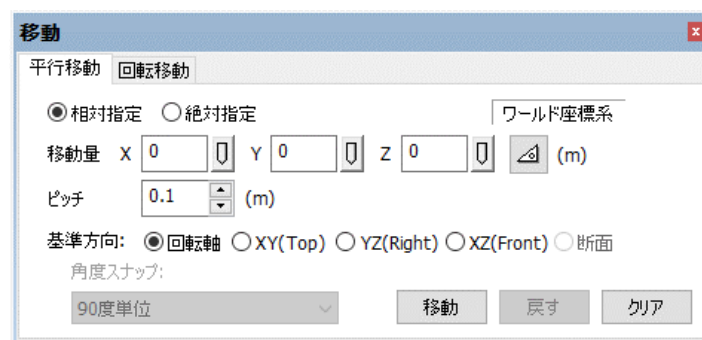 移動
平行移動 回転移動
相対指定 絶対指定 ワールド座標系
移動量 X 0 Y 0 Z 0 (m)
ピッチ 0.1 (m)
基準方向: 回転軸 XY(Top) YZ(Right) XZ(Front) 断面
角度スナップ:
90度単位 移動 戻す クリア